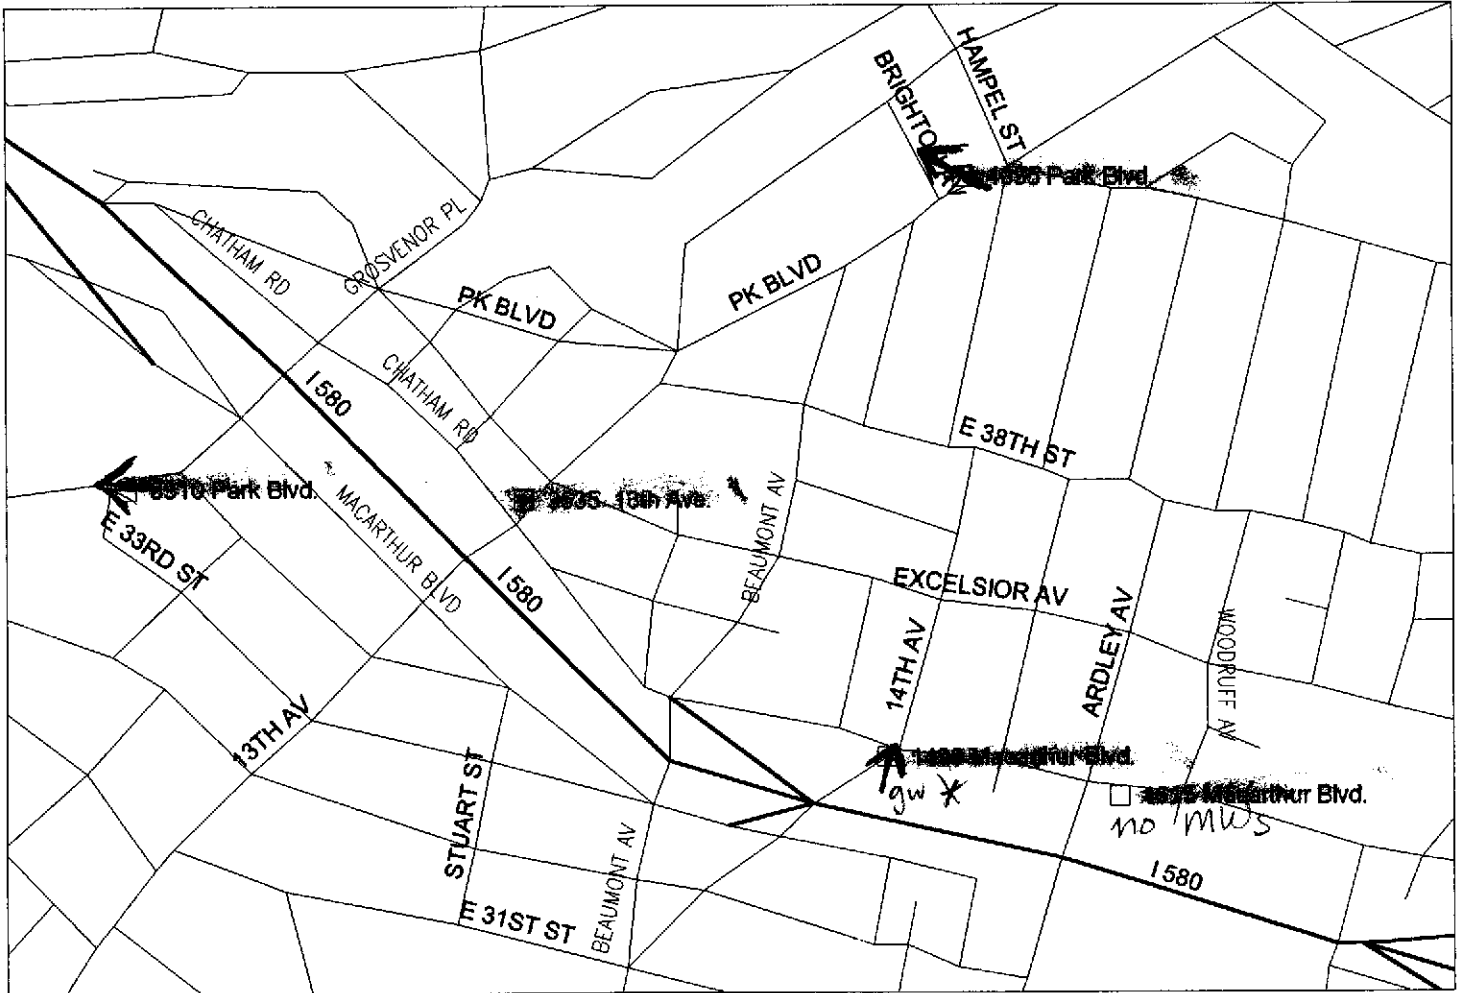 HAMPEL ST
Park Blvd.
CHATHAM RD
GROSVENOR PL
PK BLVD
PK BLVD
I 580
CHATHAM RD
E 38TH ST
Park Blvd.
MACARTHUR BLVD
13th Ave.
BEAUMONT AV
E 33RD ST
I 580
EXCELSIOR AV
14TH AV
ARDLEY AV
WOODRUFF AV
13TH AV
STUART ST
Blvd.
gw
Macarthur Blvd.
no MWs
BEAUMONT AV
I 580
E 31ST ST